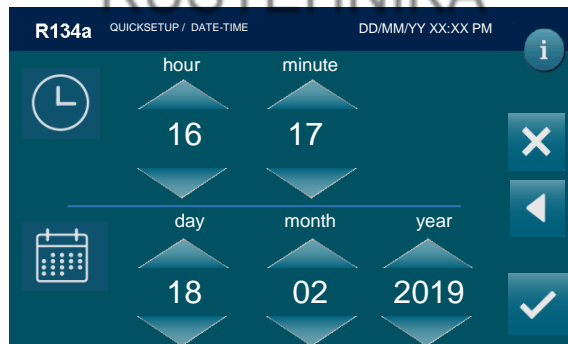 R134a QUICKSETUP / DATE-TIME DD/MM/YY XX:XX PM
i
hour minute
16 17
day month year
18 02 2019